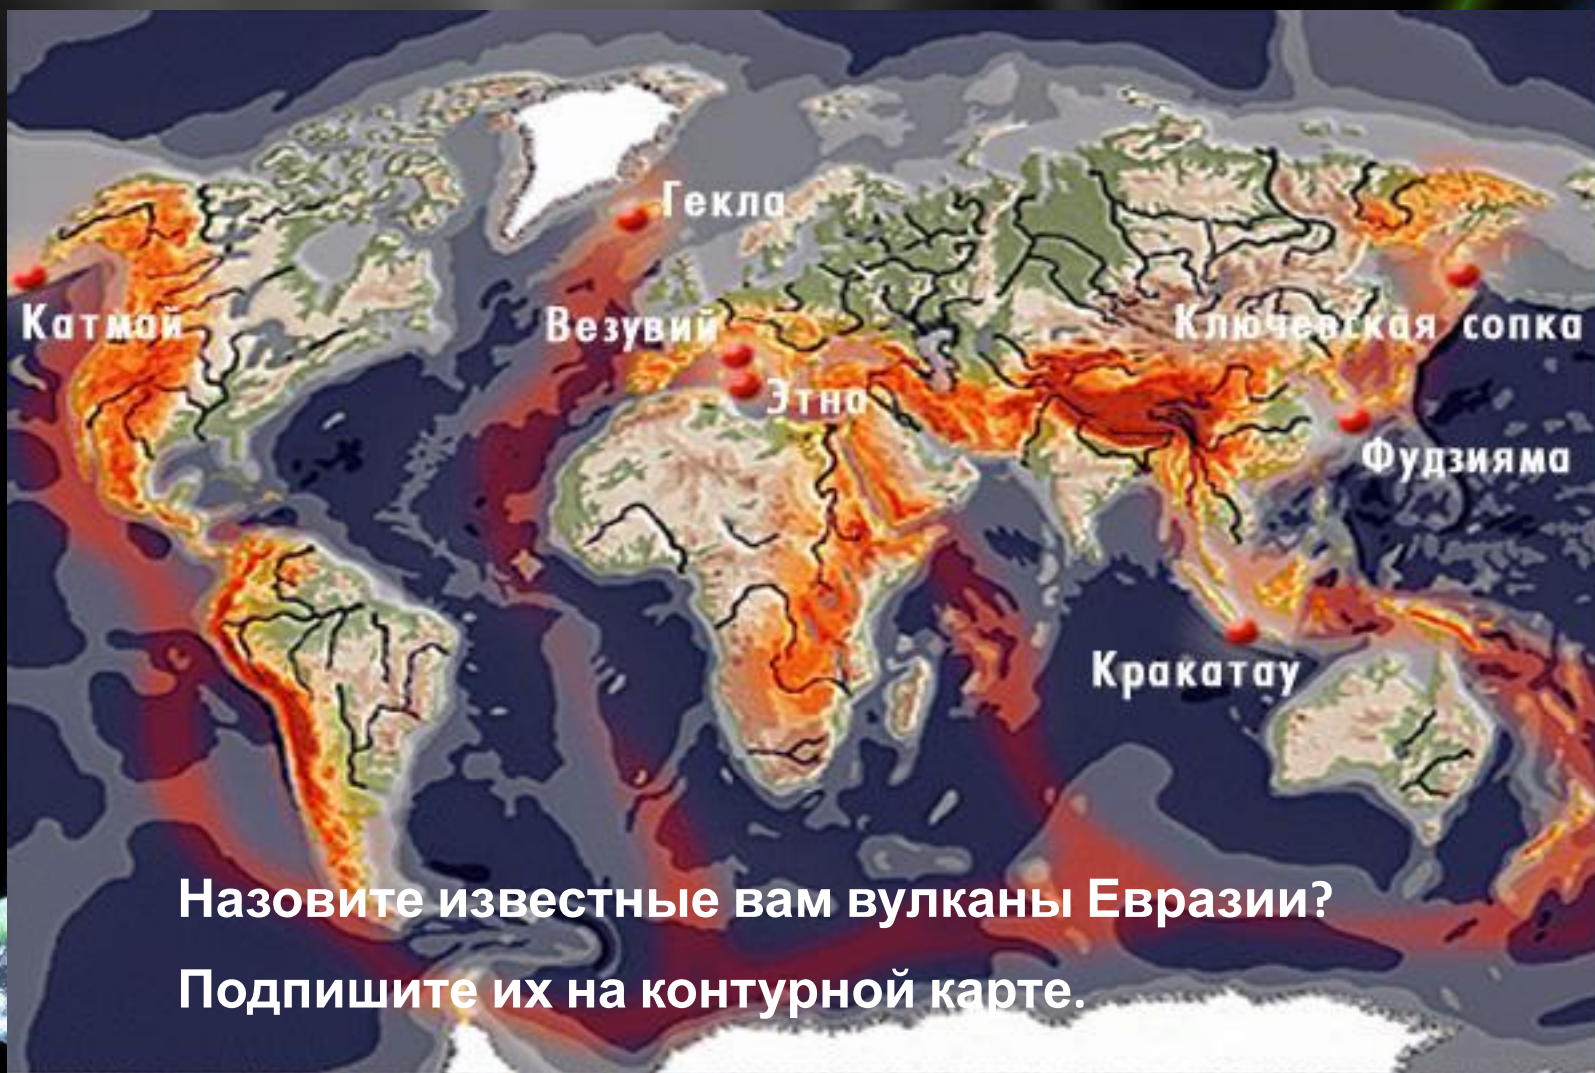 Гекла
Катмай
Везувий
Ключевская сопка
Этна
Фудзияма
Кракатау
Назовите известные вам вулканы Евразии?
Подпишите их на контурной карте.